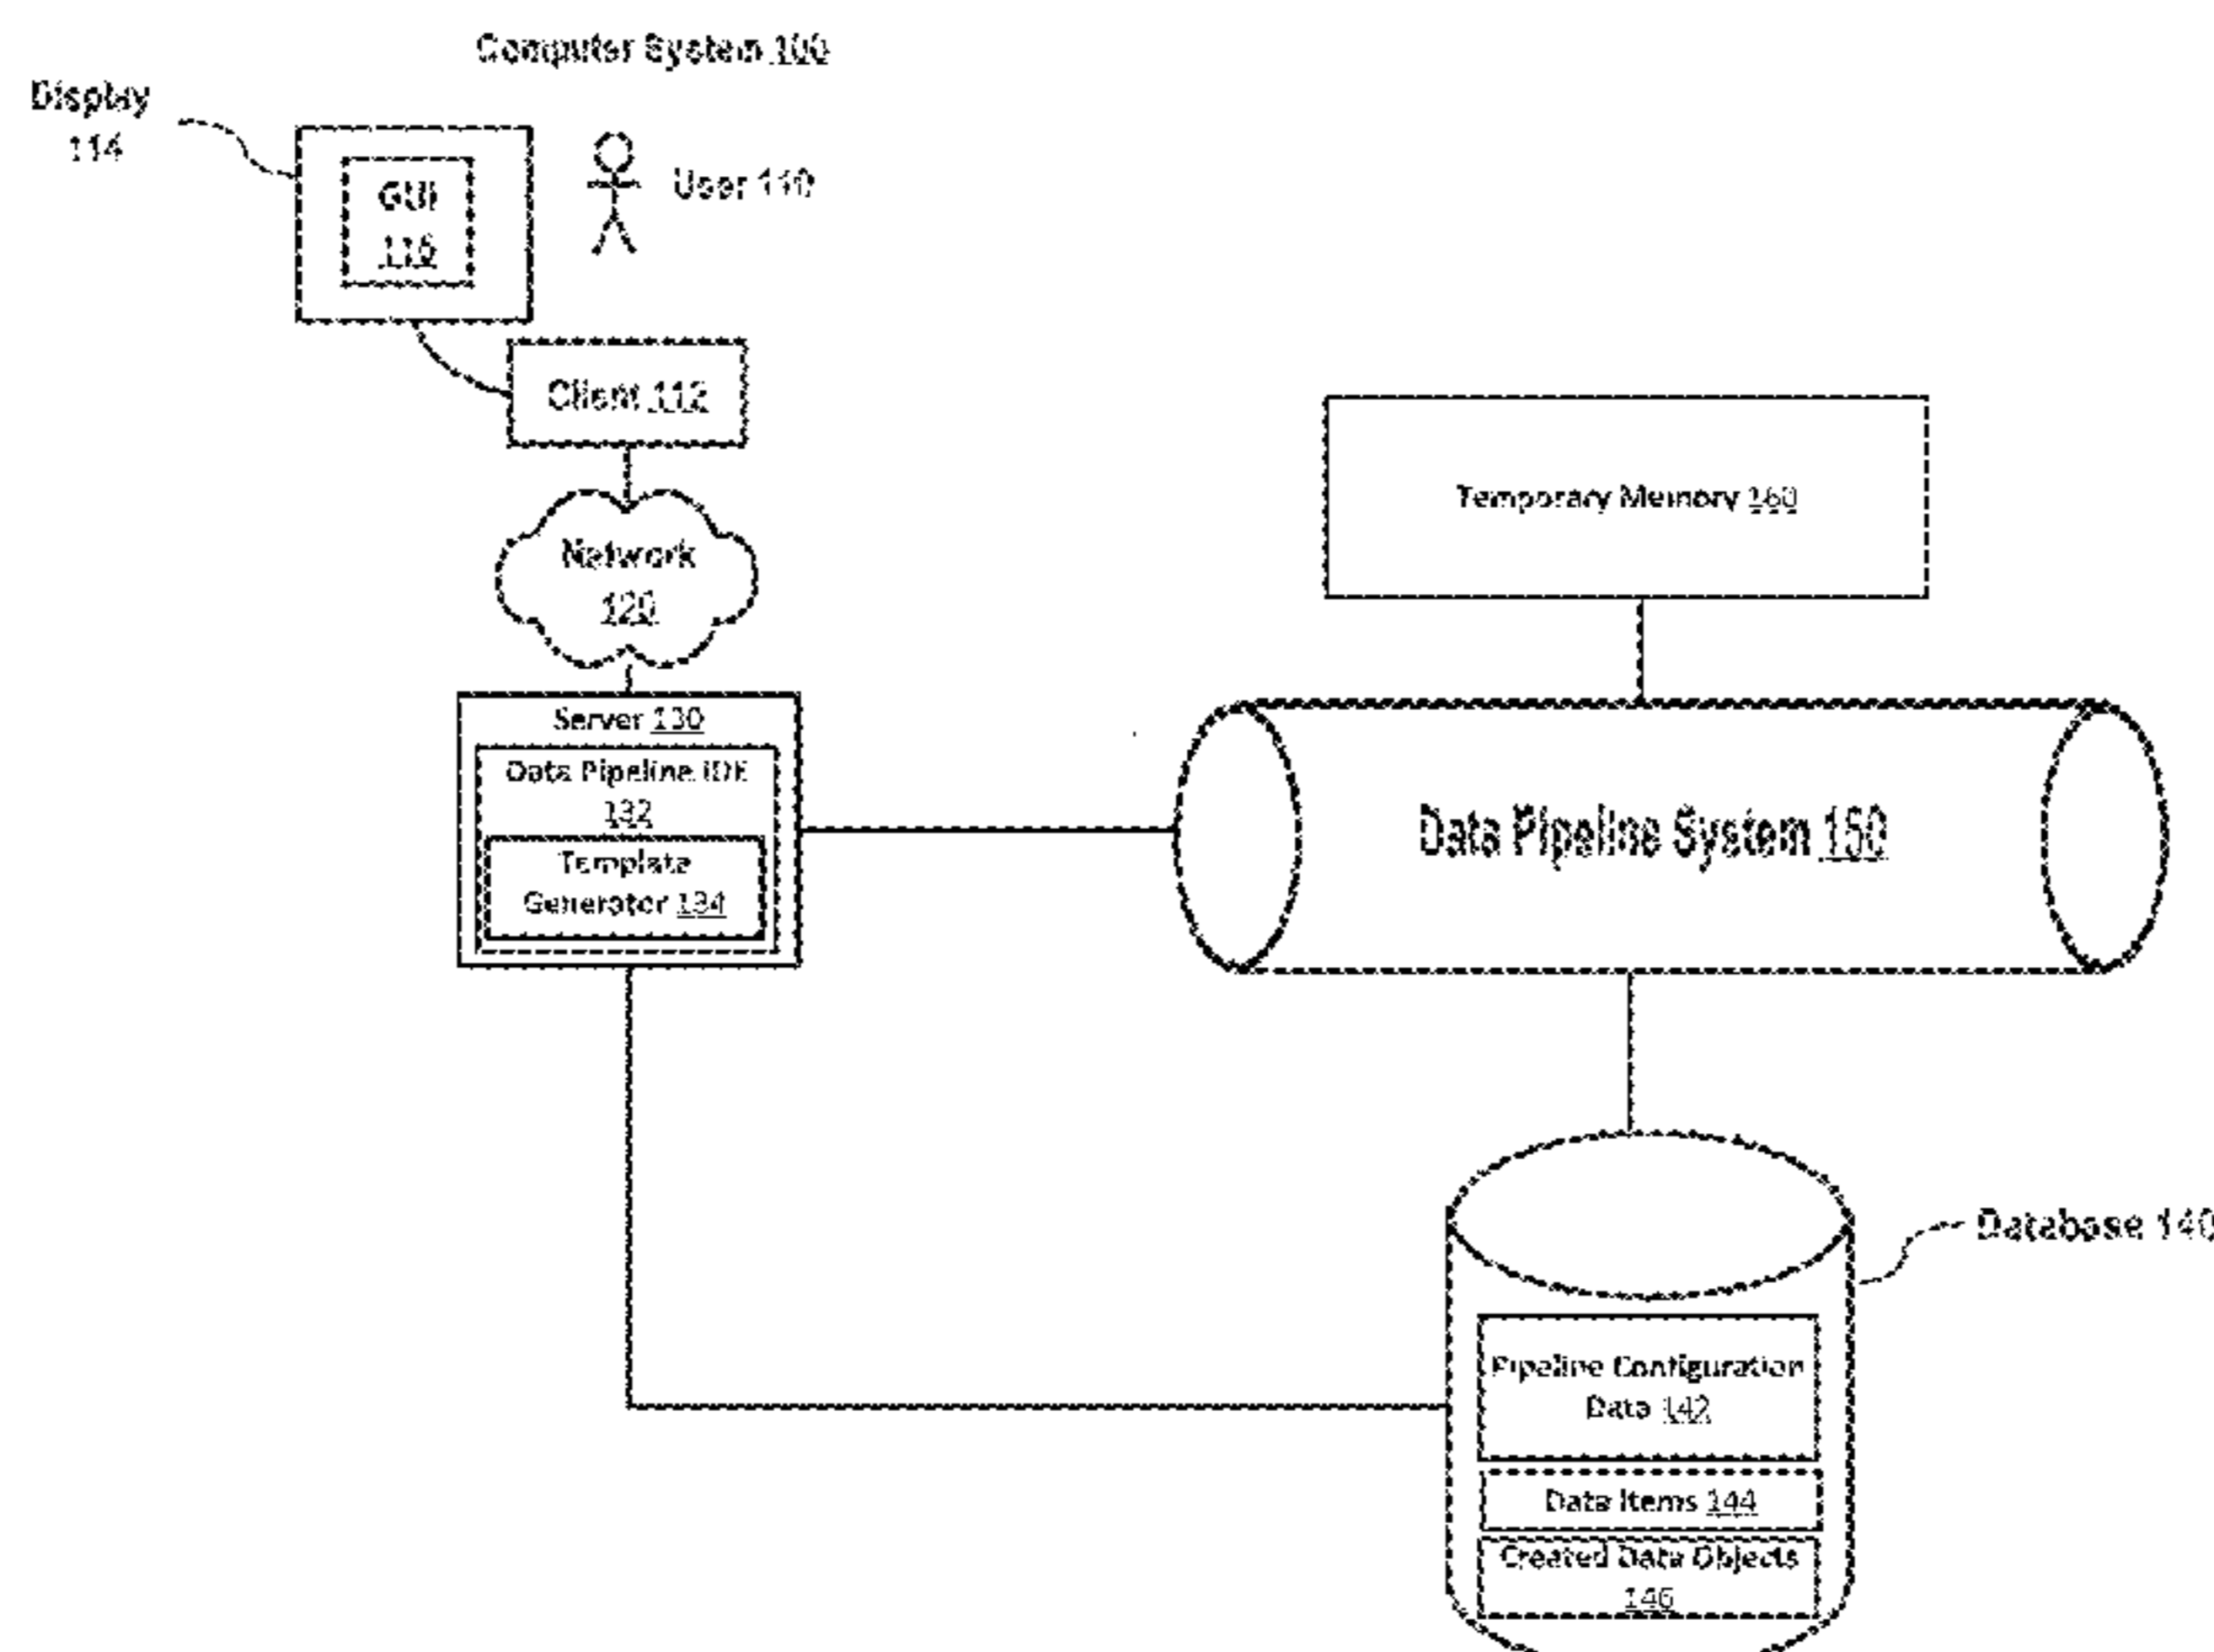 Computer System 100
Display
114
GUI
116
User 110
Client 112
Network
120
Temporary Memory 160
Server 130
Data Pipeline IDE
132
Template
Generator 134
Data Pipeline System 150
Database 140
Pipeline Configuration
Data 142
Data Items 144
Created Data Objects
146